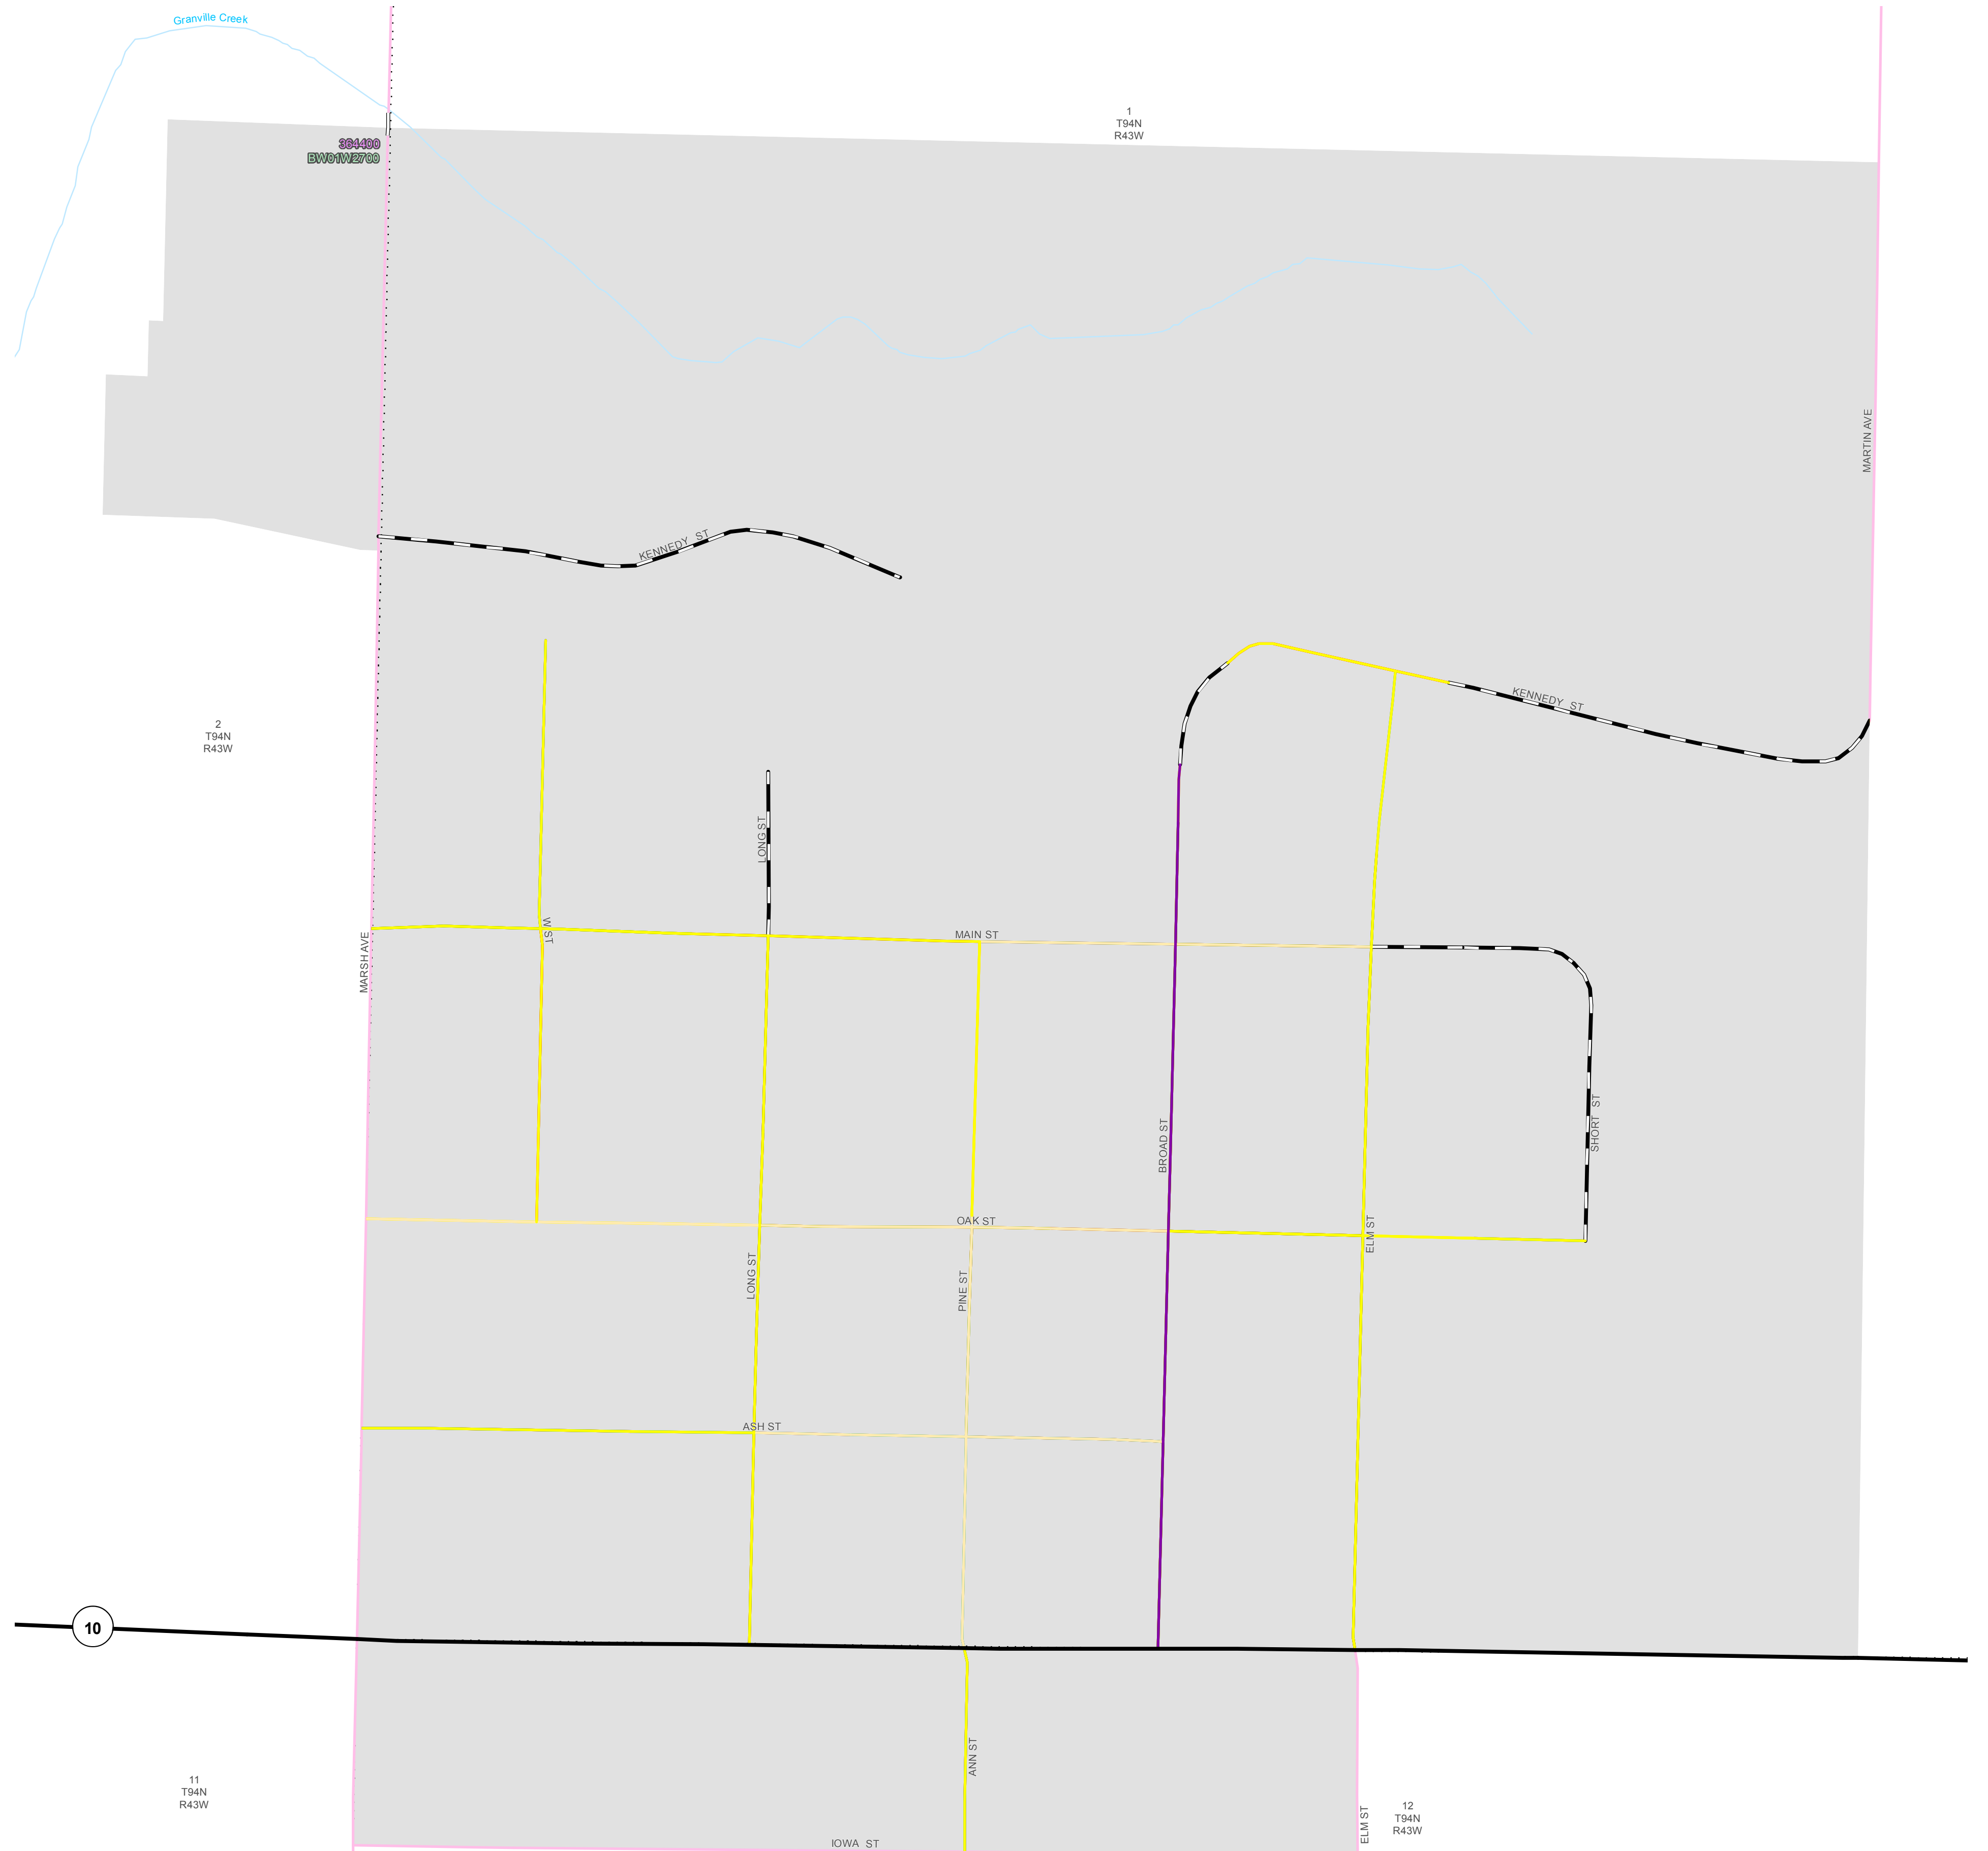 Granville Creek
1
T94N
R43W
364400
BW01W2700
MARTIN AVE
KENNEDY ST
KENNEDY ST
2
T94N
R43W
LONG ST
W ST
MAIN ST
MARSH AVE
BROAD ST
SHORT ST
OAK ST
ELM ST
LONG ST
PINE ST
ASH ST
10
ANN ST
11
T94N
R43W
12
T94N
R43W
ELM ST
IOWA ST